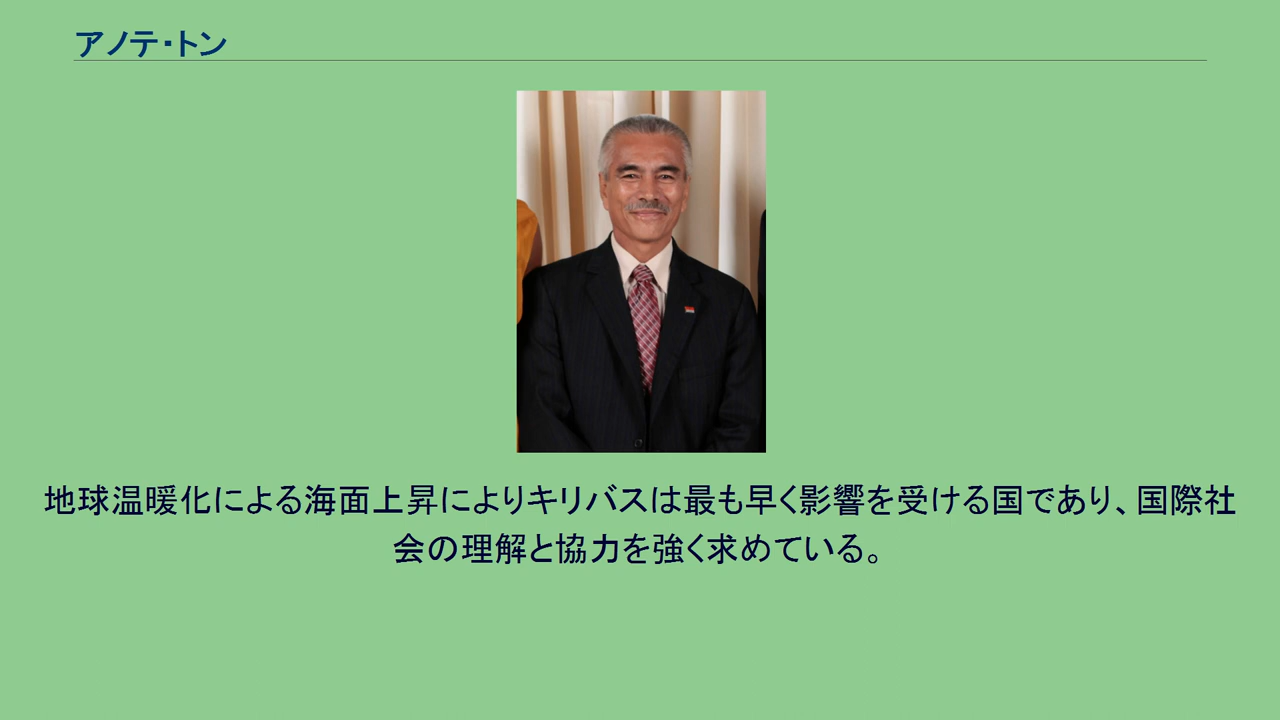 アノテ・トン
地球温暖化による海面上昇によりキリバスは最も早く影響を受ける国であり、国際社
会の理解と協力を強く求めている。